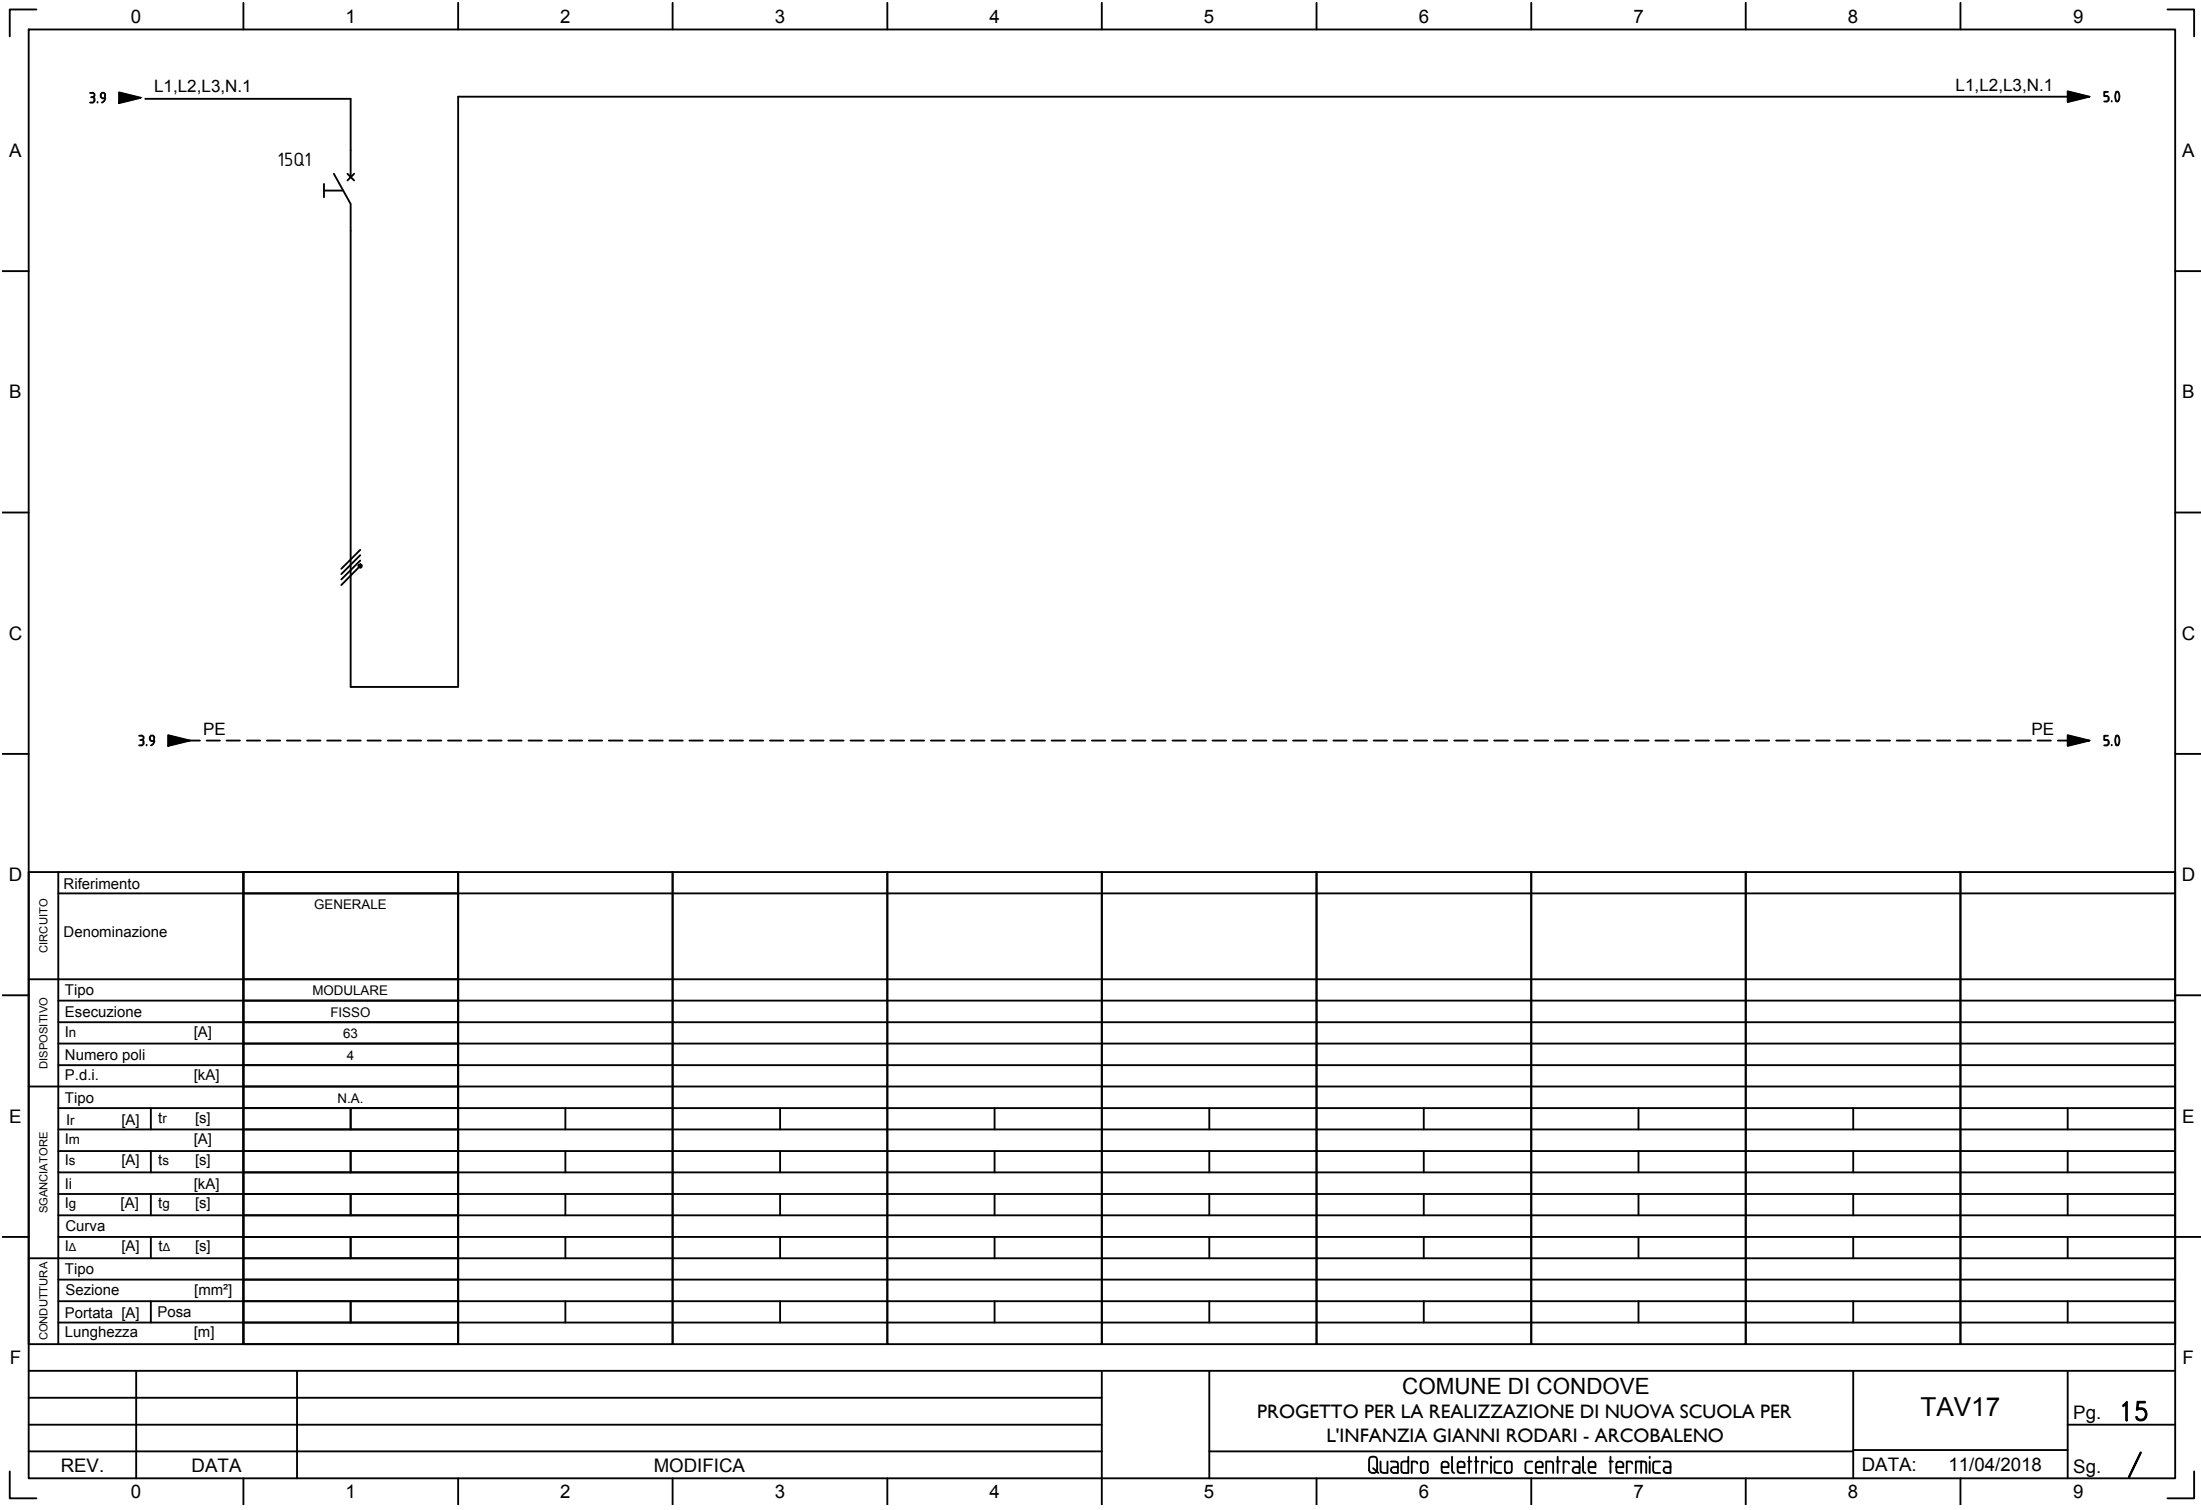 0 1 2 3 4 5 6 7 8 9
L1,L2,L3,N.1 L1,L2,L3,N.1
3.9 5.0
A A
15Q1
B B
C C
PE PE
3.9 5.0
D D
CIRCUITO
Riferimento
GENERALE
Denominazione
DISPOSITIVO
Tipo MODULARE
Esecuzione FISSO
In [A] 63
Numero poli 4
P.d.i. [kA]
SGANCIATORE
Tipo N.A.
E E
Ir [A] tr [s]
Im [A]
Is [A] ts [s]
Ii [kA]
Ig [A] tg [s]
Curva
IΔ [A] tΔ [s]
CONDUTTURA
Tipo
Sezione [mm²]
Portata [A] Posa
Lunghezza [m]
F F
COMUNE DI CONDOVE
PROGETTO PER LA REALIZZAZIONE DI NUOVA SCUOLA PER
L'INFANZIA GIANNI RODARI - ARCOBALENO
TAV17
Pg. 15
REV. DATA MODIFICA
Quadro elettrico centrale termica
DATA: 11/04/2018
Sg. /
0 1 2 3 4 5 6 7 8 9